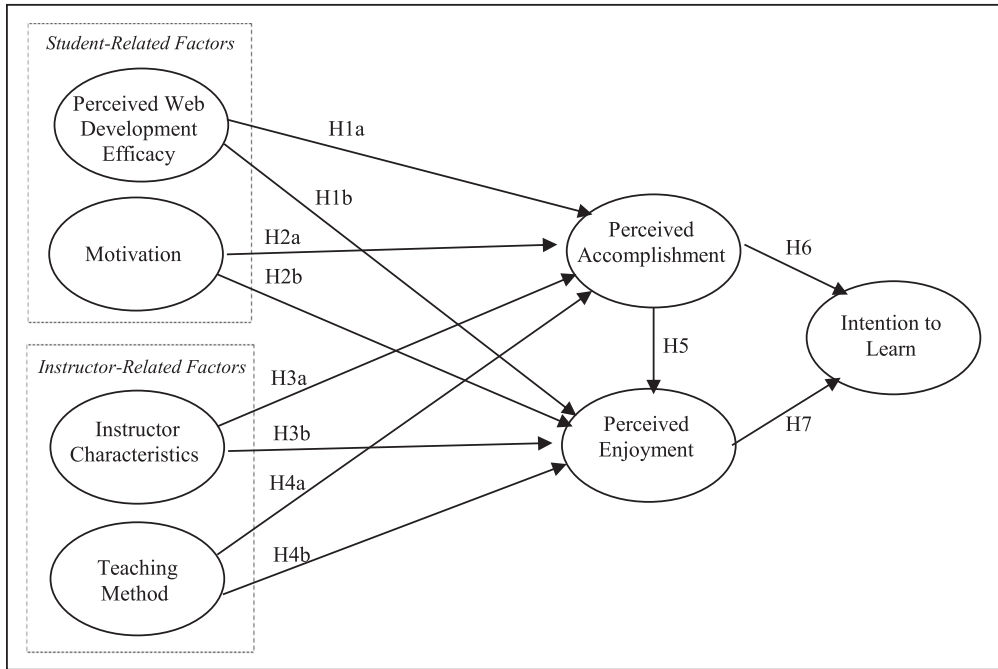 Student-Related Factors
Perceived Web
Development
Efficacy
H1a
H1b
Motivation
H2a
H2b
Perceived
Accomplishment
H6
Intention to
Learn
H5
Instructor-Related Factors
H3a
Instructor
Characteristics
H3b
Perceived
Enjoyment
H7
H4a
Teaching
Method
H4b